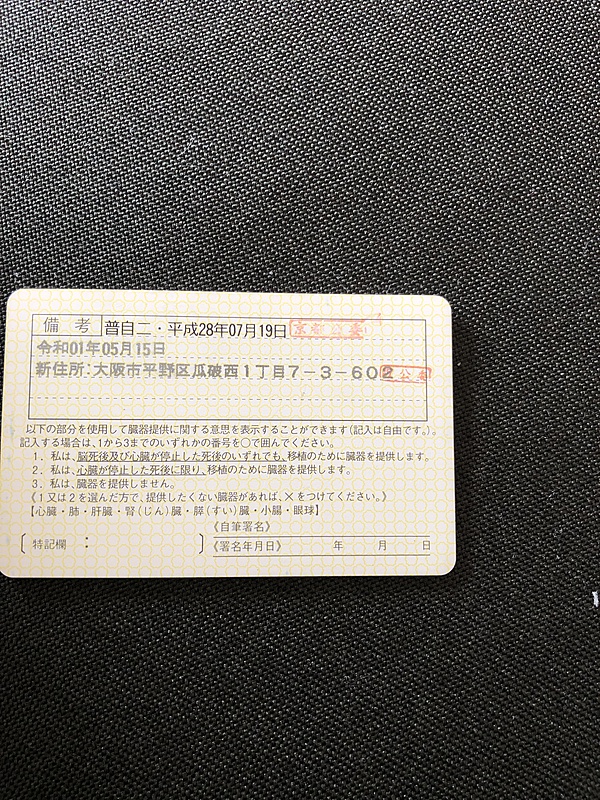 備考 普自二・平成28年07月19日 京都公委
令和01年05月15日
新住所:大阪市平野区瓜破西1丁目7-3-602 公委
以下の部分を使用して臓器提供に関する意思を表示することができます(記入は自由です。)。
記入する場合は、1から3までのいずれかの番号を○で囲んでください。
1. 私は、脳死後及び心臓が停止した死後のいずれでも、移植のために臓器を提供します。
2. 私は、心臓が停止した死後に限り、移植のために臓器を提供します。
3. 私は、臓器を提供しません。
《1又は2を選んだ方で、提供したくない臓器があれば、×をつけてください。》
【心臓・肺・肝臓・腎(じん)臓・膵(すい)臓・小腸・眼球】
《自筆署名》
〔特記欄: 〕《署名年月日》 年 月 日